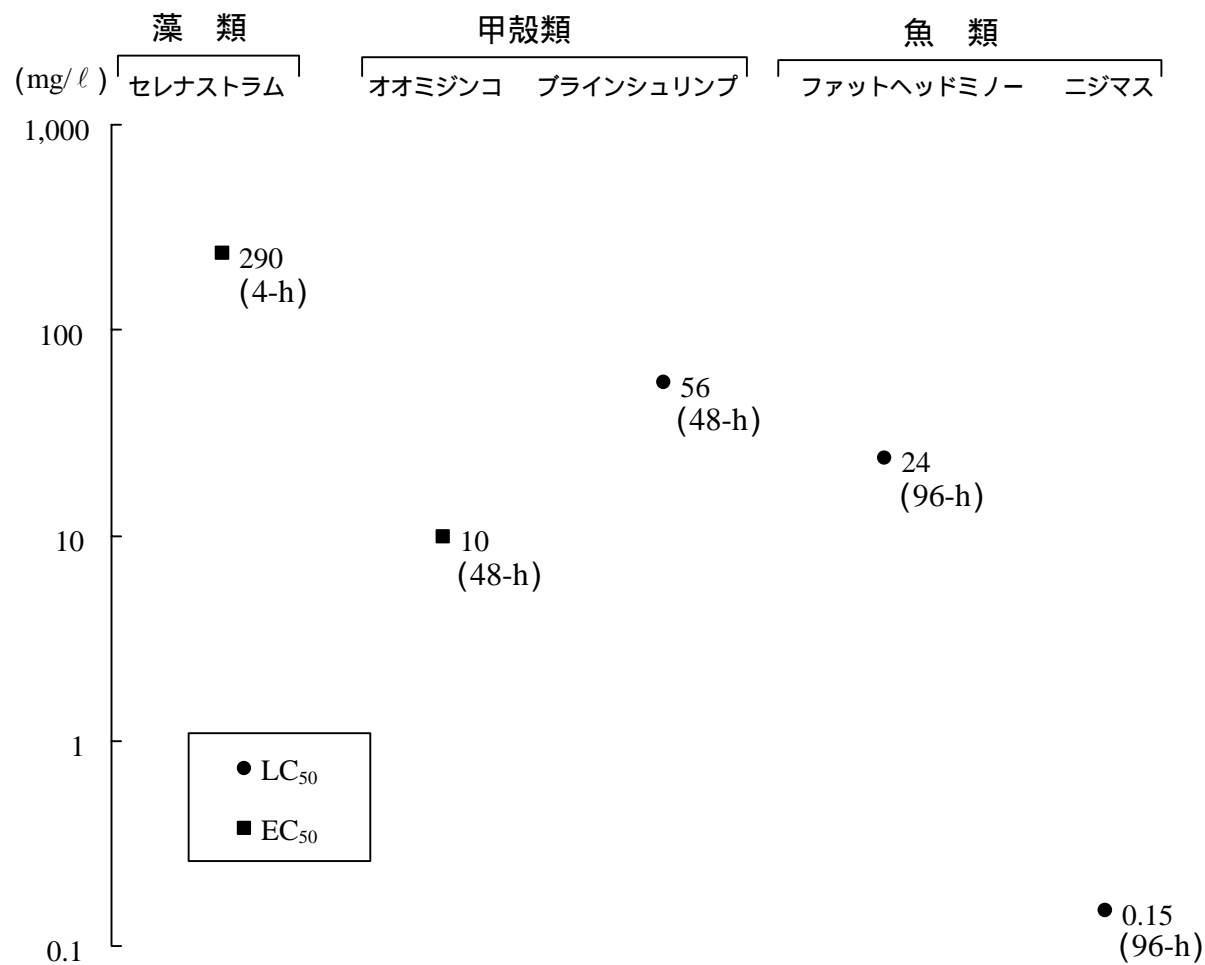 藻　類
甲殻類
魚　類
(mg/ℓ)
セレナストラム
オオミジンコ
ブラインシュリンプ
ファットヘッドミノー
ニジマス
1,000
290
(4-h)
100
56
(48-h)
24
(96-h)
10
10
(48-h)
1
● LC₅₀
■ EC₅₀
0.15
(96-h)
0.1